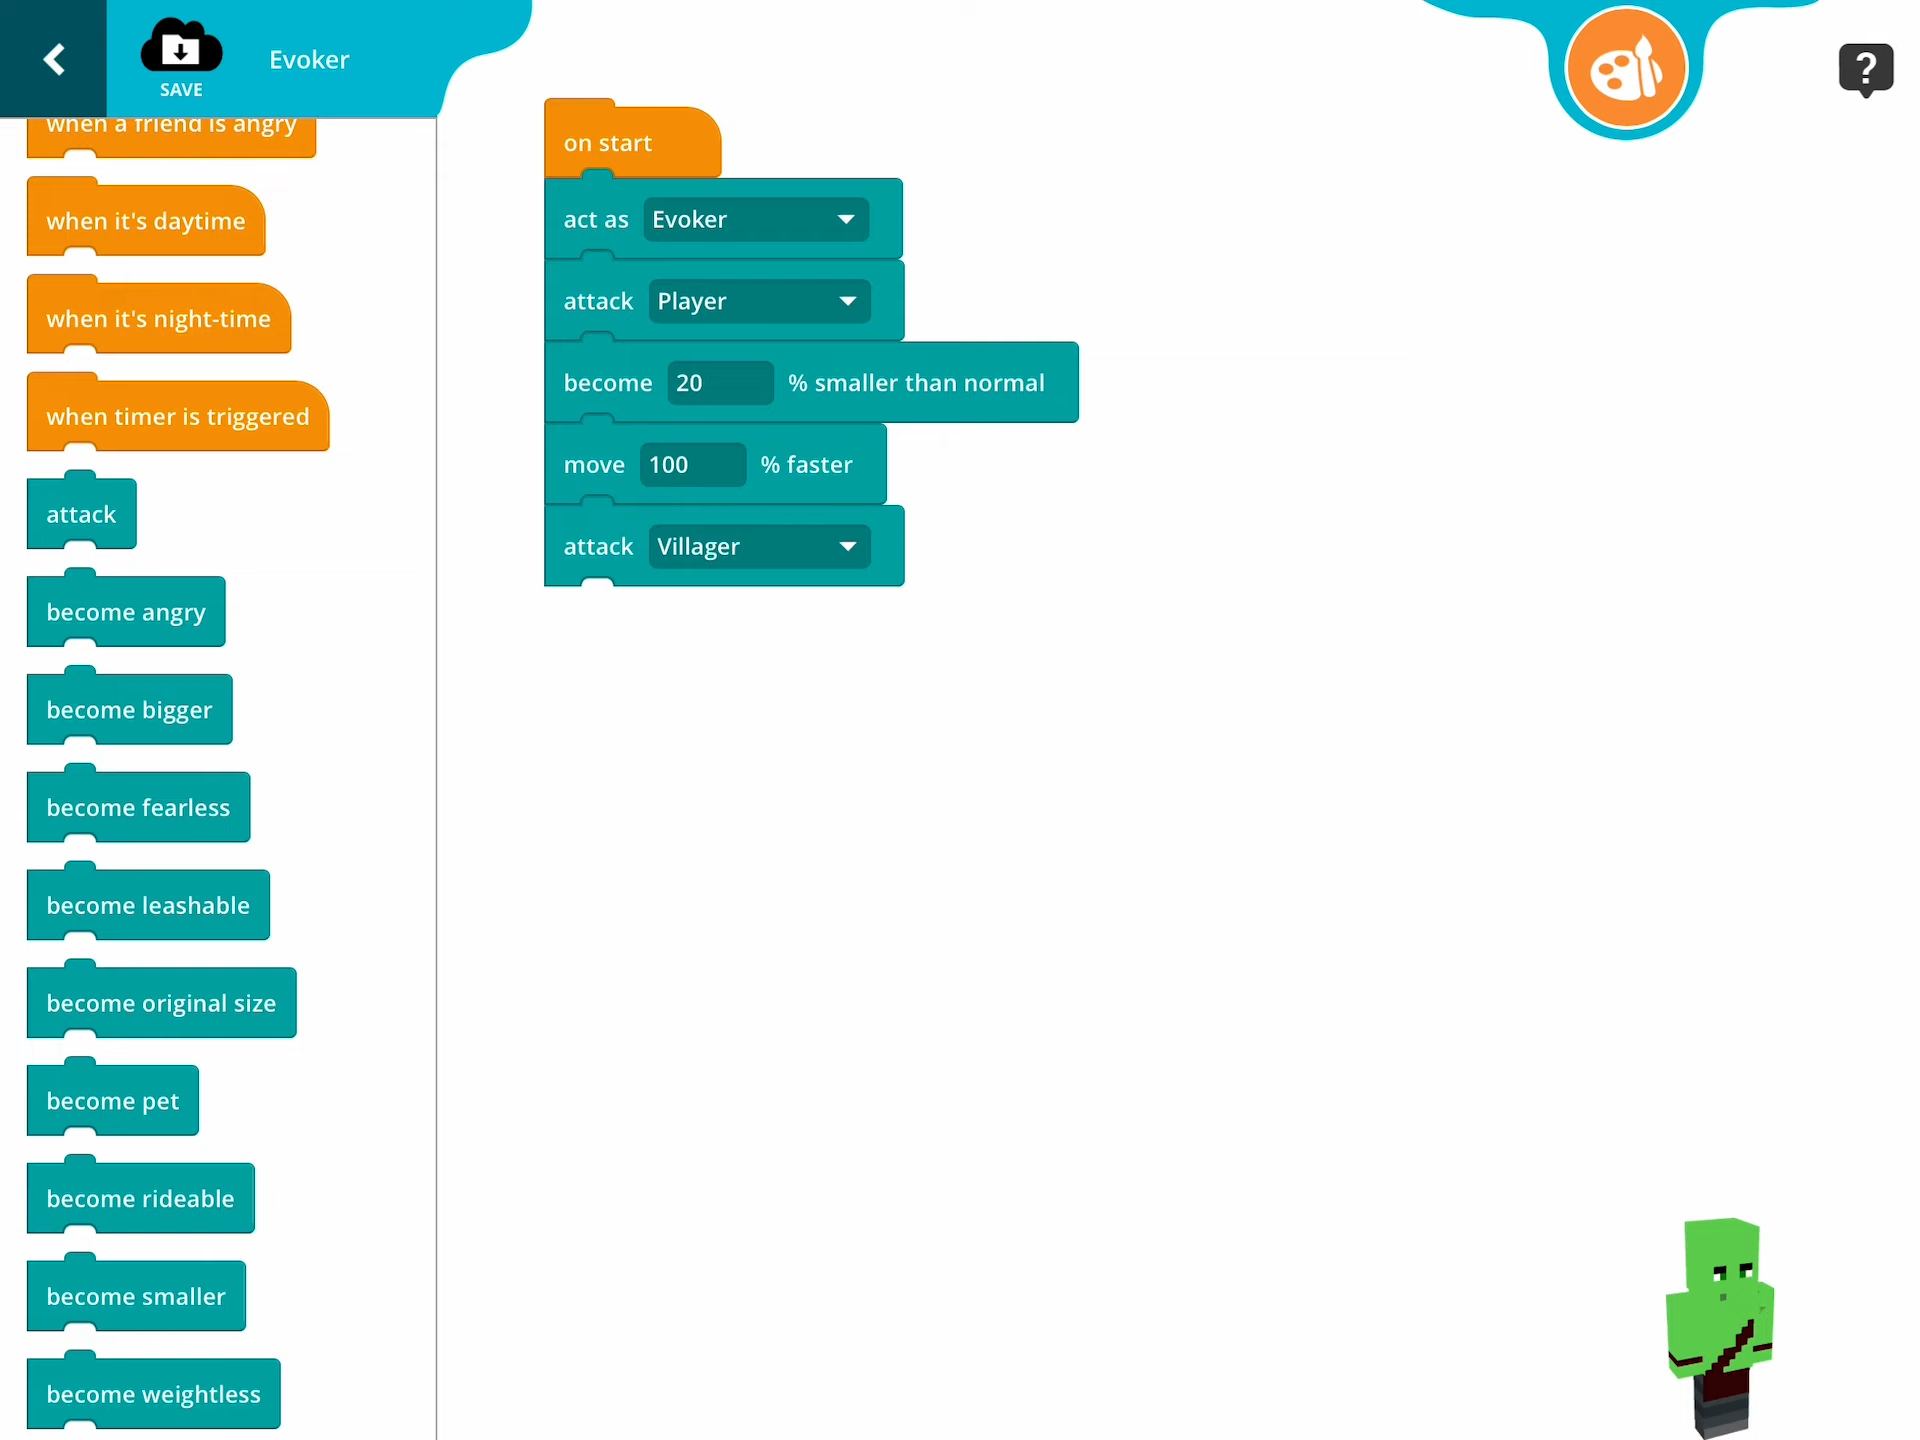 SAVE
Evoker
?
when a friend is angry
when it's daytime
when it's night-time
when timer is triggered
attack
become angry
become bigger
become fearless
become leashable
become original size
become pet
become rideable
become smaller
become weightless
on start
act as Evoker
attack Player
become 20 % smaller than normal
move 100 % faster
attack Villager